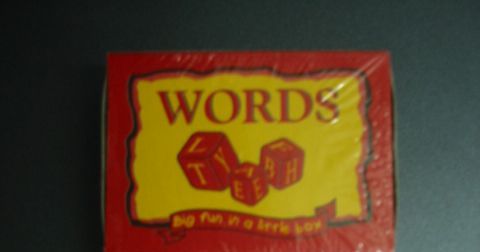 WORDS
L
T Y
E E
R H
Big fun in a little box